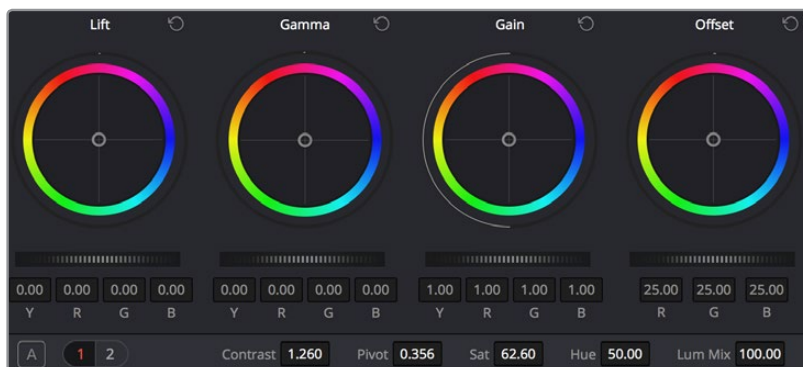 Lift Gamma Gain Offset
0.00 0.00 0.00 0.00 0.00 0.00 0.00 0.00 1.00 1.00 1.00 1.00 25.00 25.00 25.00
Y R G B Y R G B Y R G B R G B
A 1 2 Contrast 1.260 Pivot 0.356 Sat 62.60 Hue 50.00 Lum Mix 100.00